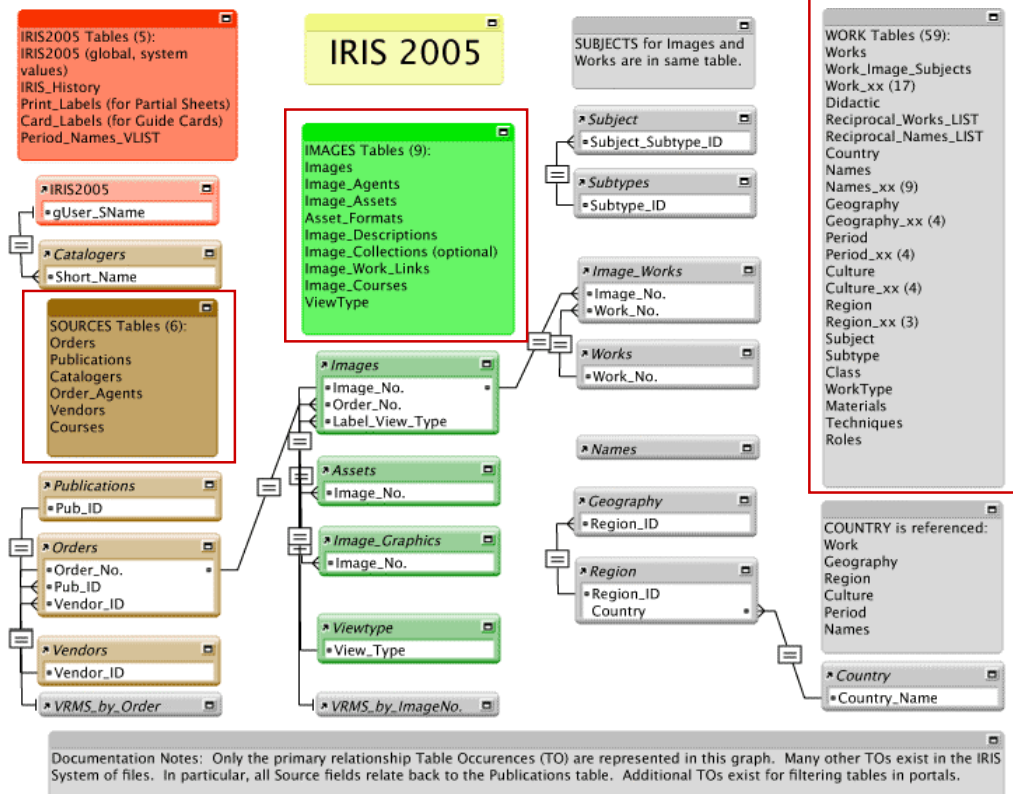 IRIS2005 Tables (5):
IRIS2005 (global, system
values)
IRIS_History
Print_Labels (for Partial Sheets)
Card_Labels (for Guide Cards)
Period_Names_VLIST
IRIS2005
gUser_SName
Catalogers
Short_Name
SOURCES Tables (6):
Orders
Publications
Catalogers
Order_Agents
Vendors
Courses
Publications
Pub_ID
Orders
Order_No.
Pub_ID
Vendor_ID
Vendors
Vendor_ID
VRMS_by_Order
IRIS 2005
IMAGES Tables (9):
Images
Image_Agents
Image_Assets
Asset_Formats
Image_Descriptions
Image_Collections (optional)
Image_Work_Links
Image_Courses
ViewType
Images
Image_No.
Order_No.
Label_View_Type
Assets
Image_No.
Image_Graphics
Image_No.
Viewtype
View_Type
VRMS_by_ImageNo.
SUBJECTS for Images and
Works are in same table.
Subject
Subject_Subtype_ID
Subtypes
Subtype_ID
Image_Works
Image_No.
Work_No.
Works
Work_No.
Names
Geography
Region_ID
Region
Region_ID
Country
WORK Tables (59):
Works
Work_Image_Subjects
Work_xx (17)
Didactic
Reciprocal_Works_LIST
Reciprocal_Names_LIST
Country
Names
Names_xx (9)
Geography
Geography_xx (4)
Period
Period_xx (4)
Culture
Culture_xx (4)
Region
Region_xx (3)
Subject
Subtype
Class
WorkType
Materials
Techniques
Roles
COUNTRY is referenced:
Work
Geography
Region
Culture
Period
Names
Country
Country_Name
Documentation Notes:  Only the primary relationship Table Occurences (TO) are represented in this graph.  Many other TOs exist in the IRIS
System of files.  In particular, all Source fields relate back to the Publications table.  Additional TOs exist for filtering tables in portals.